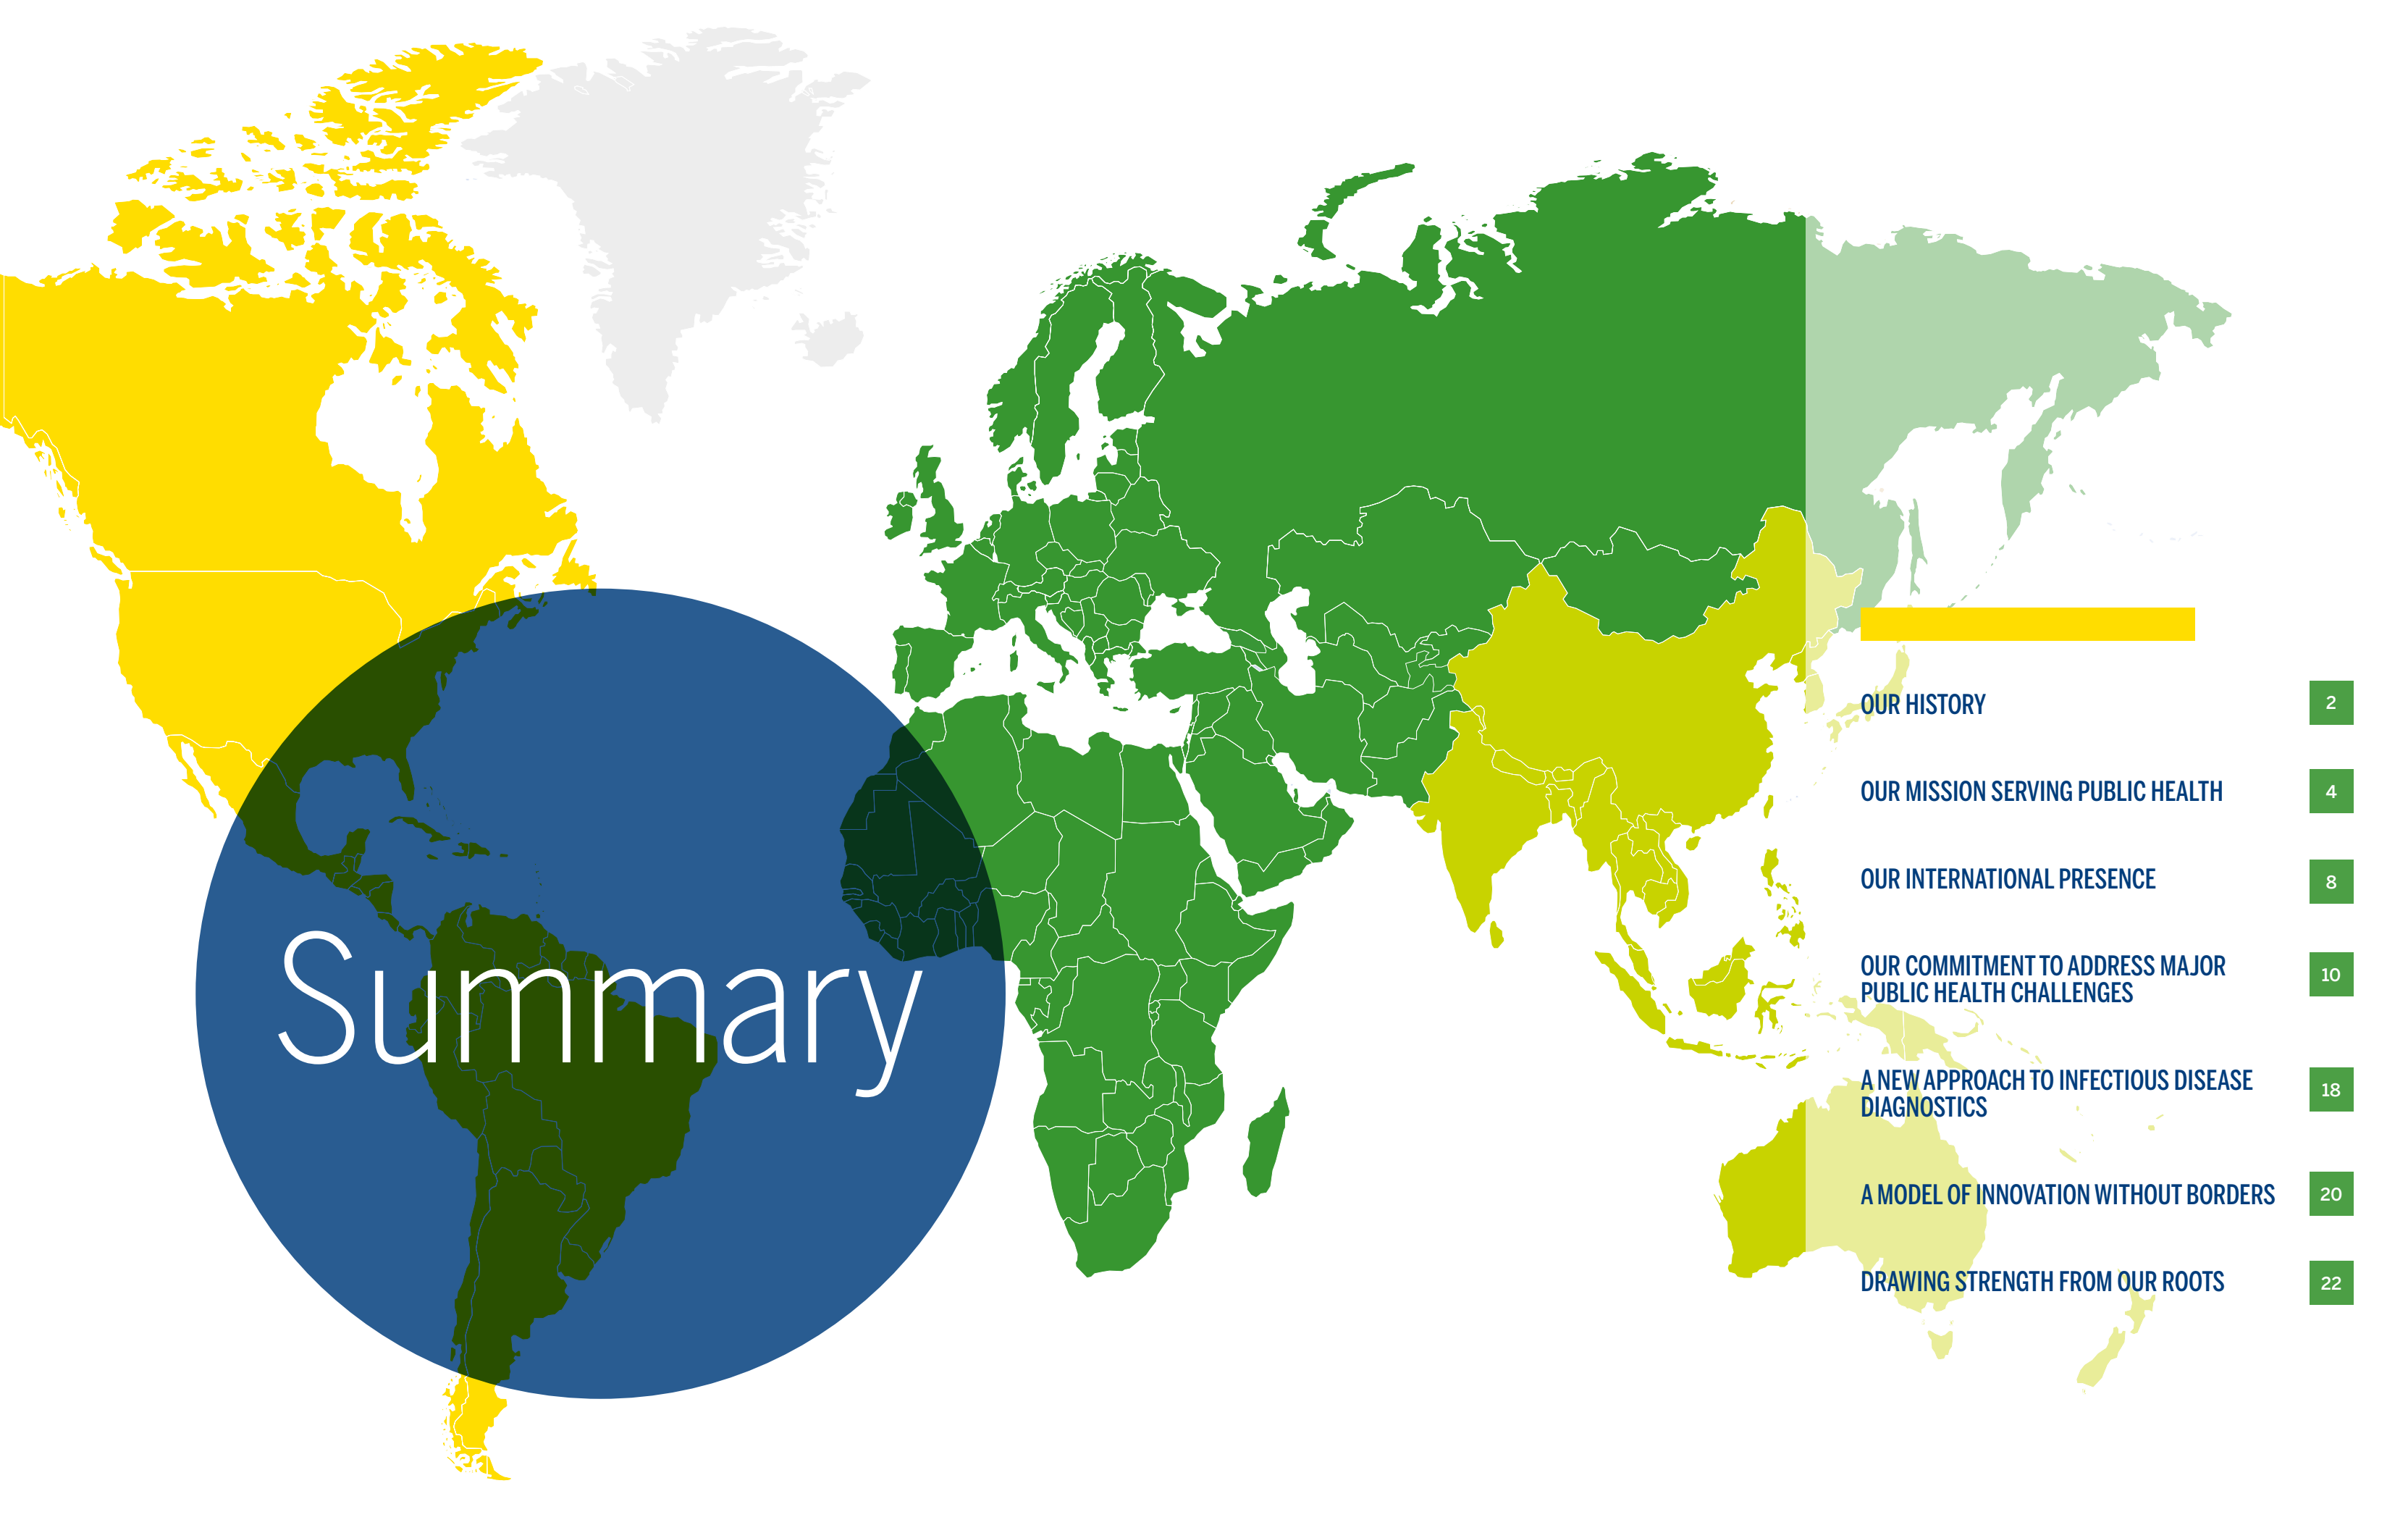 Summary
OUR HISTORY 2
OUR MISSION SERVING PUBLIC HEALTH 4
OUR INTERNATIONAL PRESENCE 8
OUR COMMITMENT TO ADDRESS MAJOR
PUBLIC HEALTH CHALLENGES 10
A NEW APPROACH TO INFECTIOUS DISEASE
DIAGNOSTICS 18
A MODEL OF INNOVATION WITHOUT BORDERS 20
DRAWING STRENGTH FROM OUR ROOTS 22